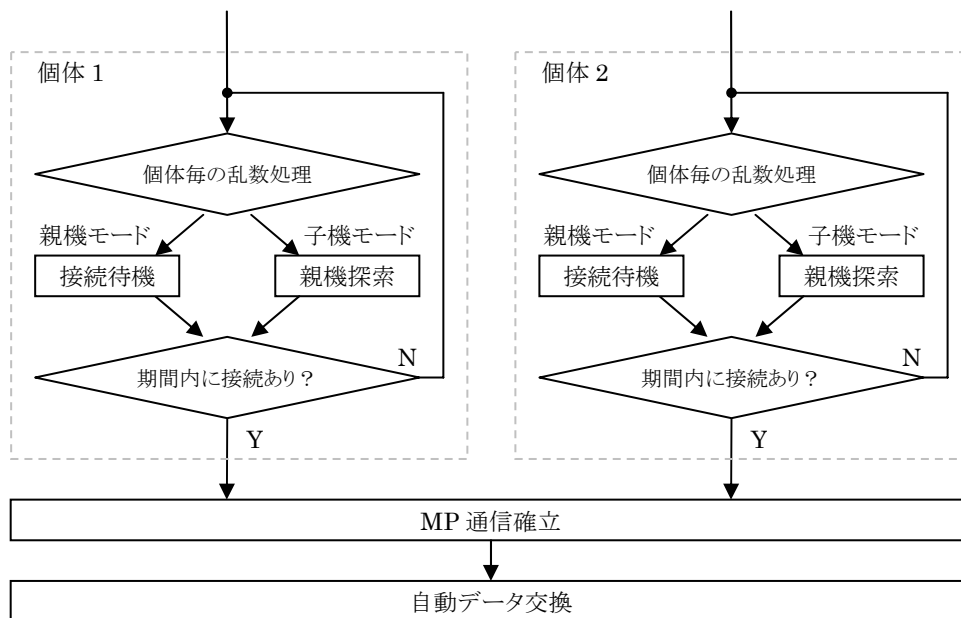 個体 1
個体毎の乱数処理
親機モード
子機モード
接続待機
親機探索
期間内に接続あり？
N
Y
個体 2
個体毎の乱数処理
親機モード
子機モード
接続待機
親機探索
期間内に接続あり？
N
Y
MP 通信確立
自動データ交換